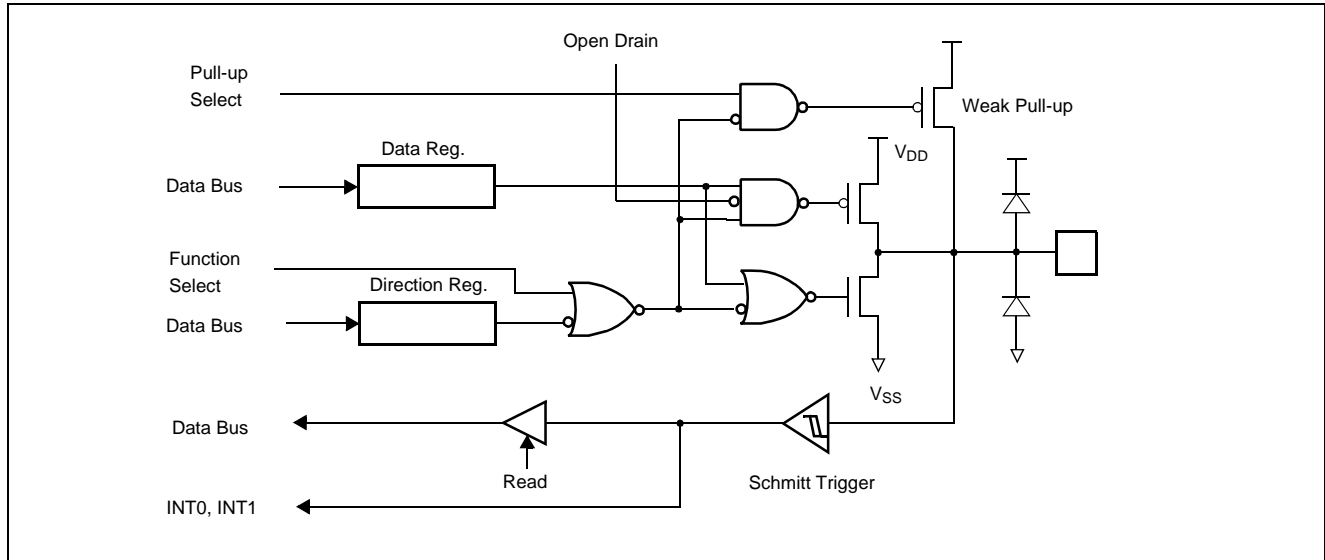 Open Drain
Pull-up
Select
Weak Pull-up
Data Reg.
VDD
Data Bus
Function
Select
Direction Reg.
Data Bus
VSS
Data Bus
Read
Schmitt Trigger
INT0, INT1